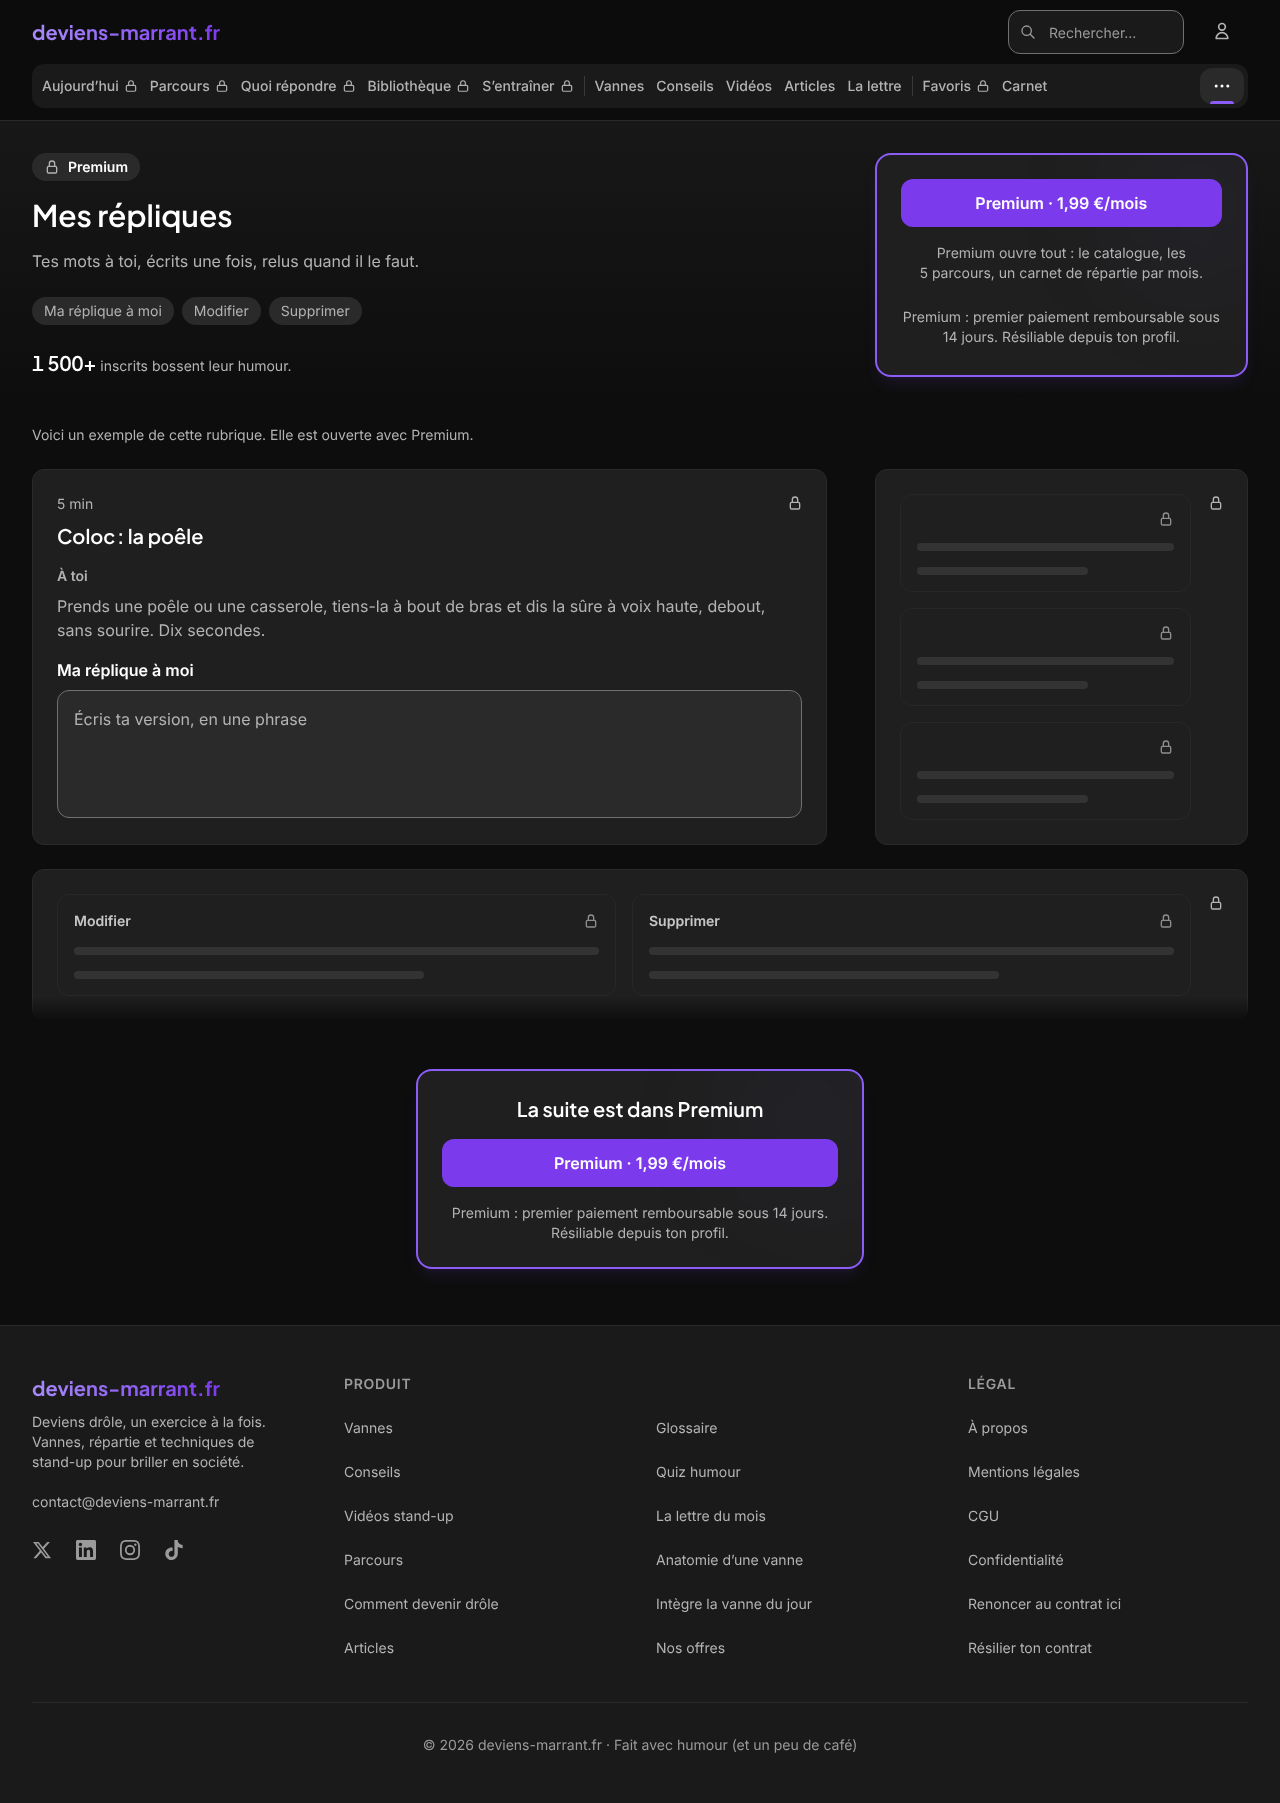 deviens-marrant.fr
Rechercher...
Aujourd’hui
Parcours
Quoi répondre
Bibliothèque
S’entraîner
Vannes
Conseils
Vidéos
Articles
La lettre
Favoris
Carnet
Premium
Mes répliques
Tes mots à toi, écrits une fois, relus quand il le faut.
Ma réplique à moi
Modifier
Supprimer
1 500+ inscrits bossent leur humour.
Premium · 1,99 €/mois
Premium ouvre tout : le catalogue, les
5 parcours, un carnet de répartie par mois.
Premium : premier paiement remboursable sous
14 jours. Résiliable depuis ton profil.
Voici un exemple de cette rubrique. Elle est ouverte avec Premium.
5 min
Coloc : la poêle
À toi
Prends une poêle ou une casserole, tiens-la à bout de bras et dis la sûre à voix haute, debout,
sans sourire. Dix secondes.
Ma réplique à moi
Écris ta version, en une phrase
Modifier
Supprimer
La suite est dans Premium
Premium · 1,99 €/mois
Premium : premier paiement remboursable sous 14 jours.
Résiliable depuis ton profil.
deviens-marrant.fr
Deviens drôle, un exercice à la fois.
Vannes, répartie et techniques de
stand-up pour briller en société.
contact@deviens-marrant.fr
PRODUIT
Vannes
Conseils
Vidéos stand-up
Parcours
Comment devenir drôle
Articles
Glossaire
Quiz humour
La lettre du mois
Anatomie d’une vanne
Intègre la vanne du jour
Nos offres
LÉGAL
À propos
Mentions légales
CGU
Confidentialité
Renoncer au contrat ici
Résilier ton contrat
© 2026 deviens-marrant.fr · Fait avec humour (et un peu de café)